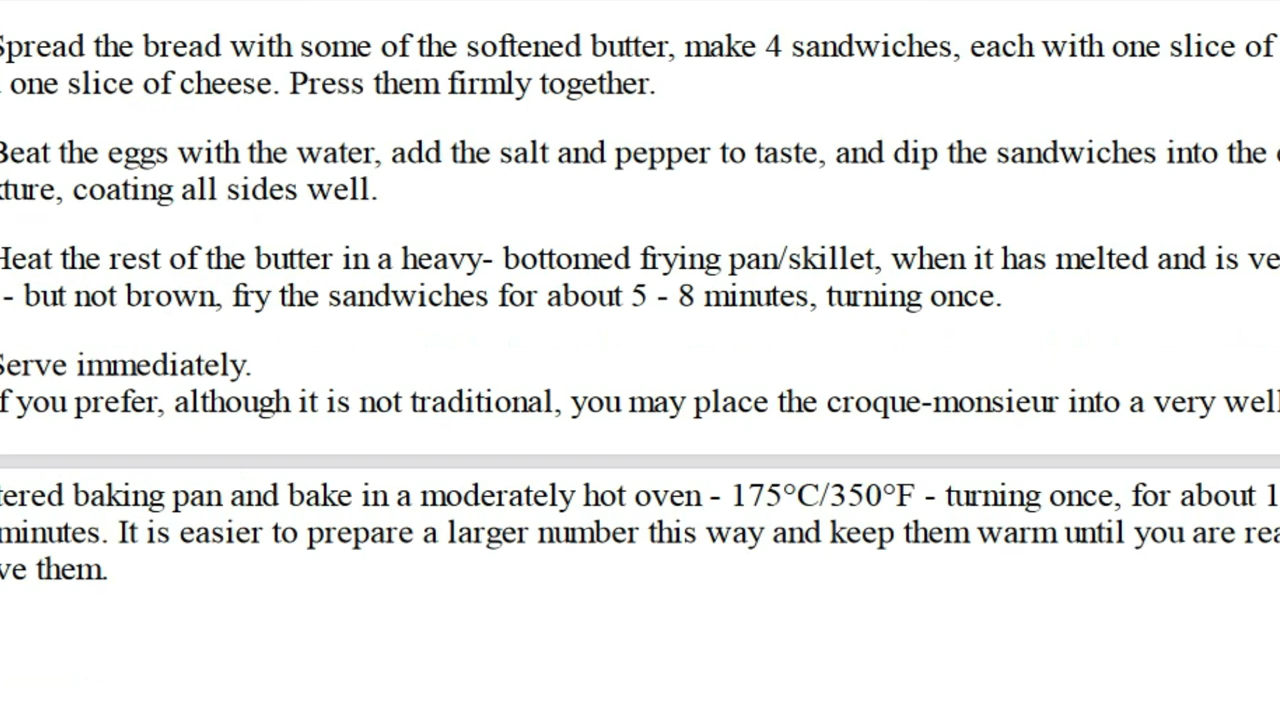 Spread the bread with some of the softened butter, make 4 sandwiches, each with one slice of
one slice of cheese. Press them firmly together.
Beat the eggs with the water, add the salt and pepper to taste, and dip the sandwiches into the
ture, coating all sides well.
Heat the rest of the butter in a heavy- bottomed frying pan/skillet, when it has melted and is ve
- but not brown, fry the sandwiches for about 5 - 8 minutes, turning once.
Serve immediately.
f you prefer, although it is not traditional, you may place the croque-monsieur into a very well
tered baking pan and bake in a moderately hot oven - 175°C/350°F - turning once, for about 1
minutes. It is easier to prepare a larger number this way and keep them warm until you are rea
ve them.